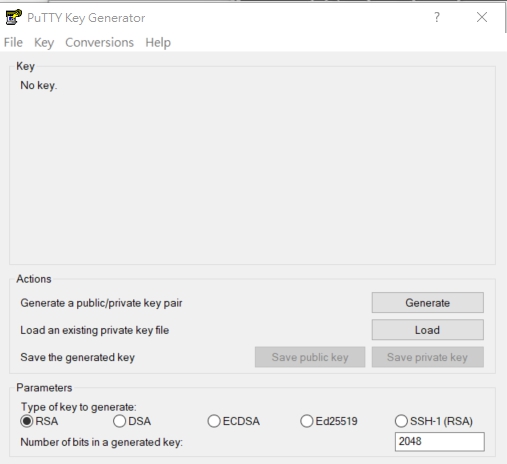 PuTTY Key Generator ? ×
File Key Conversions Help
Key
No key.
Actions
Generate a public/private key pair Generate
Load an existing private key file Load
Save the generated key Save public key Save private key
Parameters
Type of key to generate:
RSA DSA ECDSA Ed25519 SSH-1 (RSA)
Number of bits in a generated key: 2048